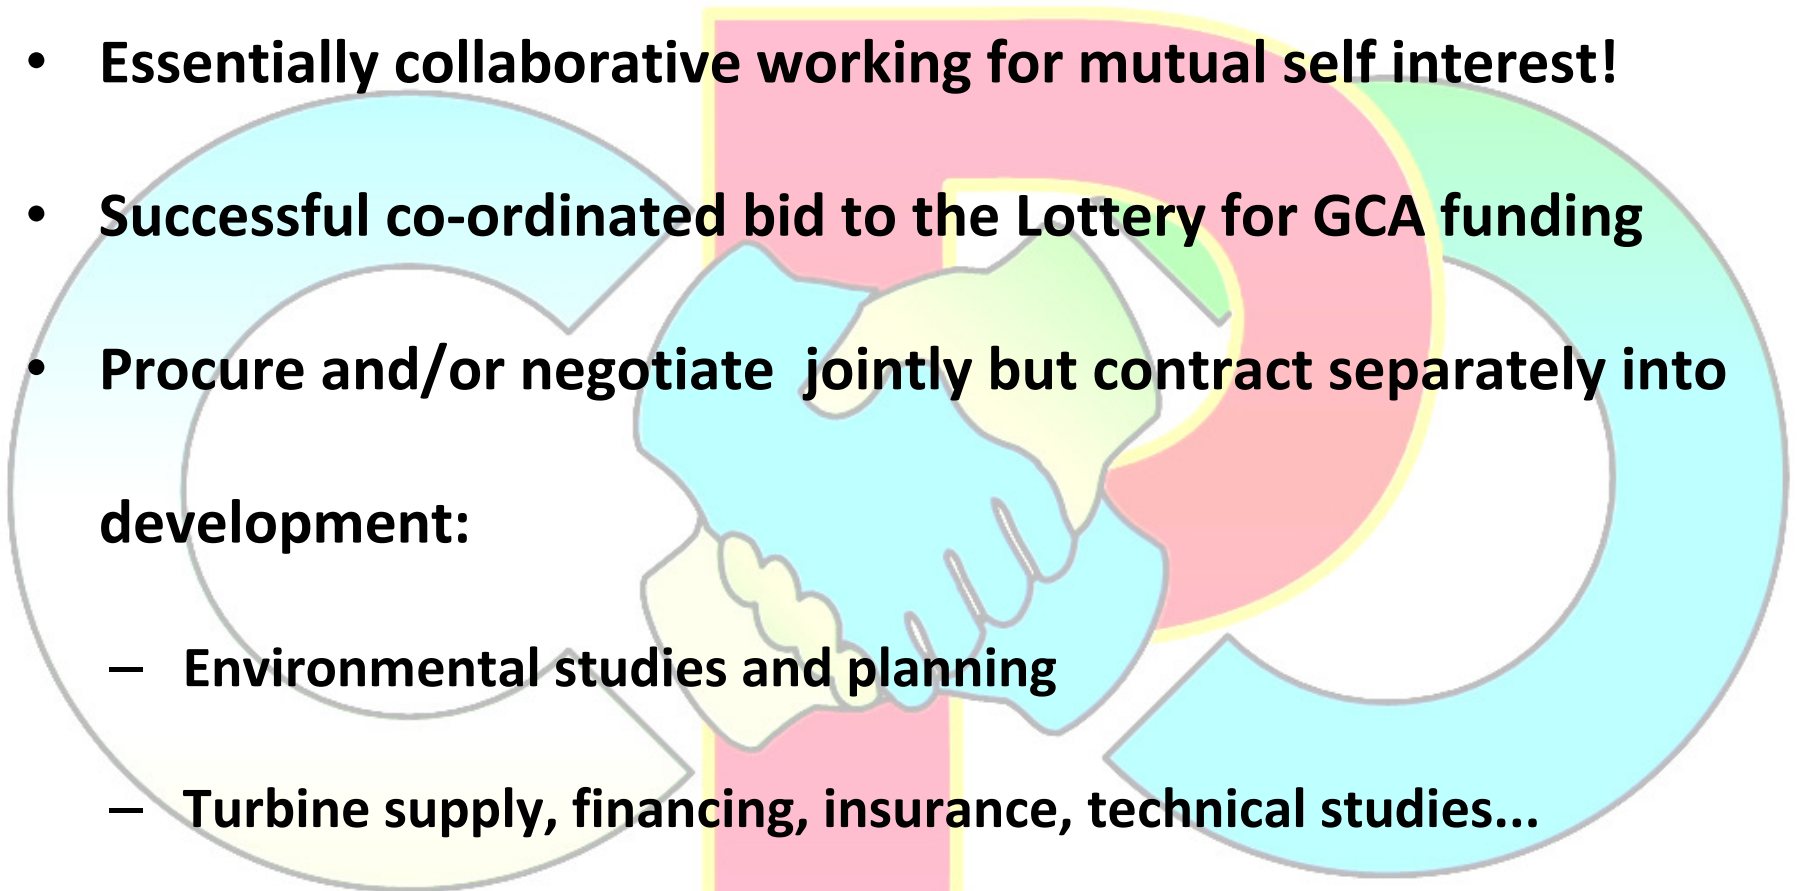 • Essentially collaborative working for mutual self interest!
• Successful co-ordinated bid to the Lottery for GCA funding
• Procure and/or negotiate  jointly but contract separately into
development:
– Environmental studies and planning
– Turbine supply, financing, insurance, technical studies...